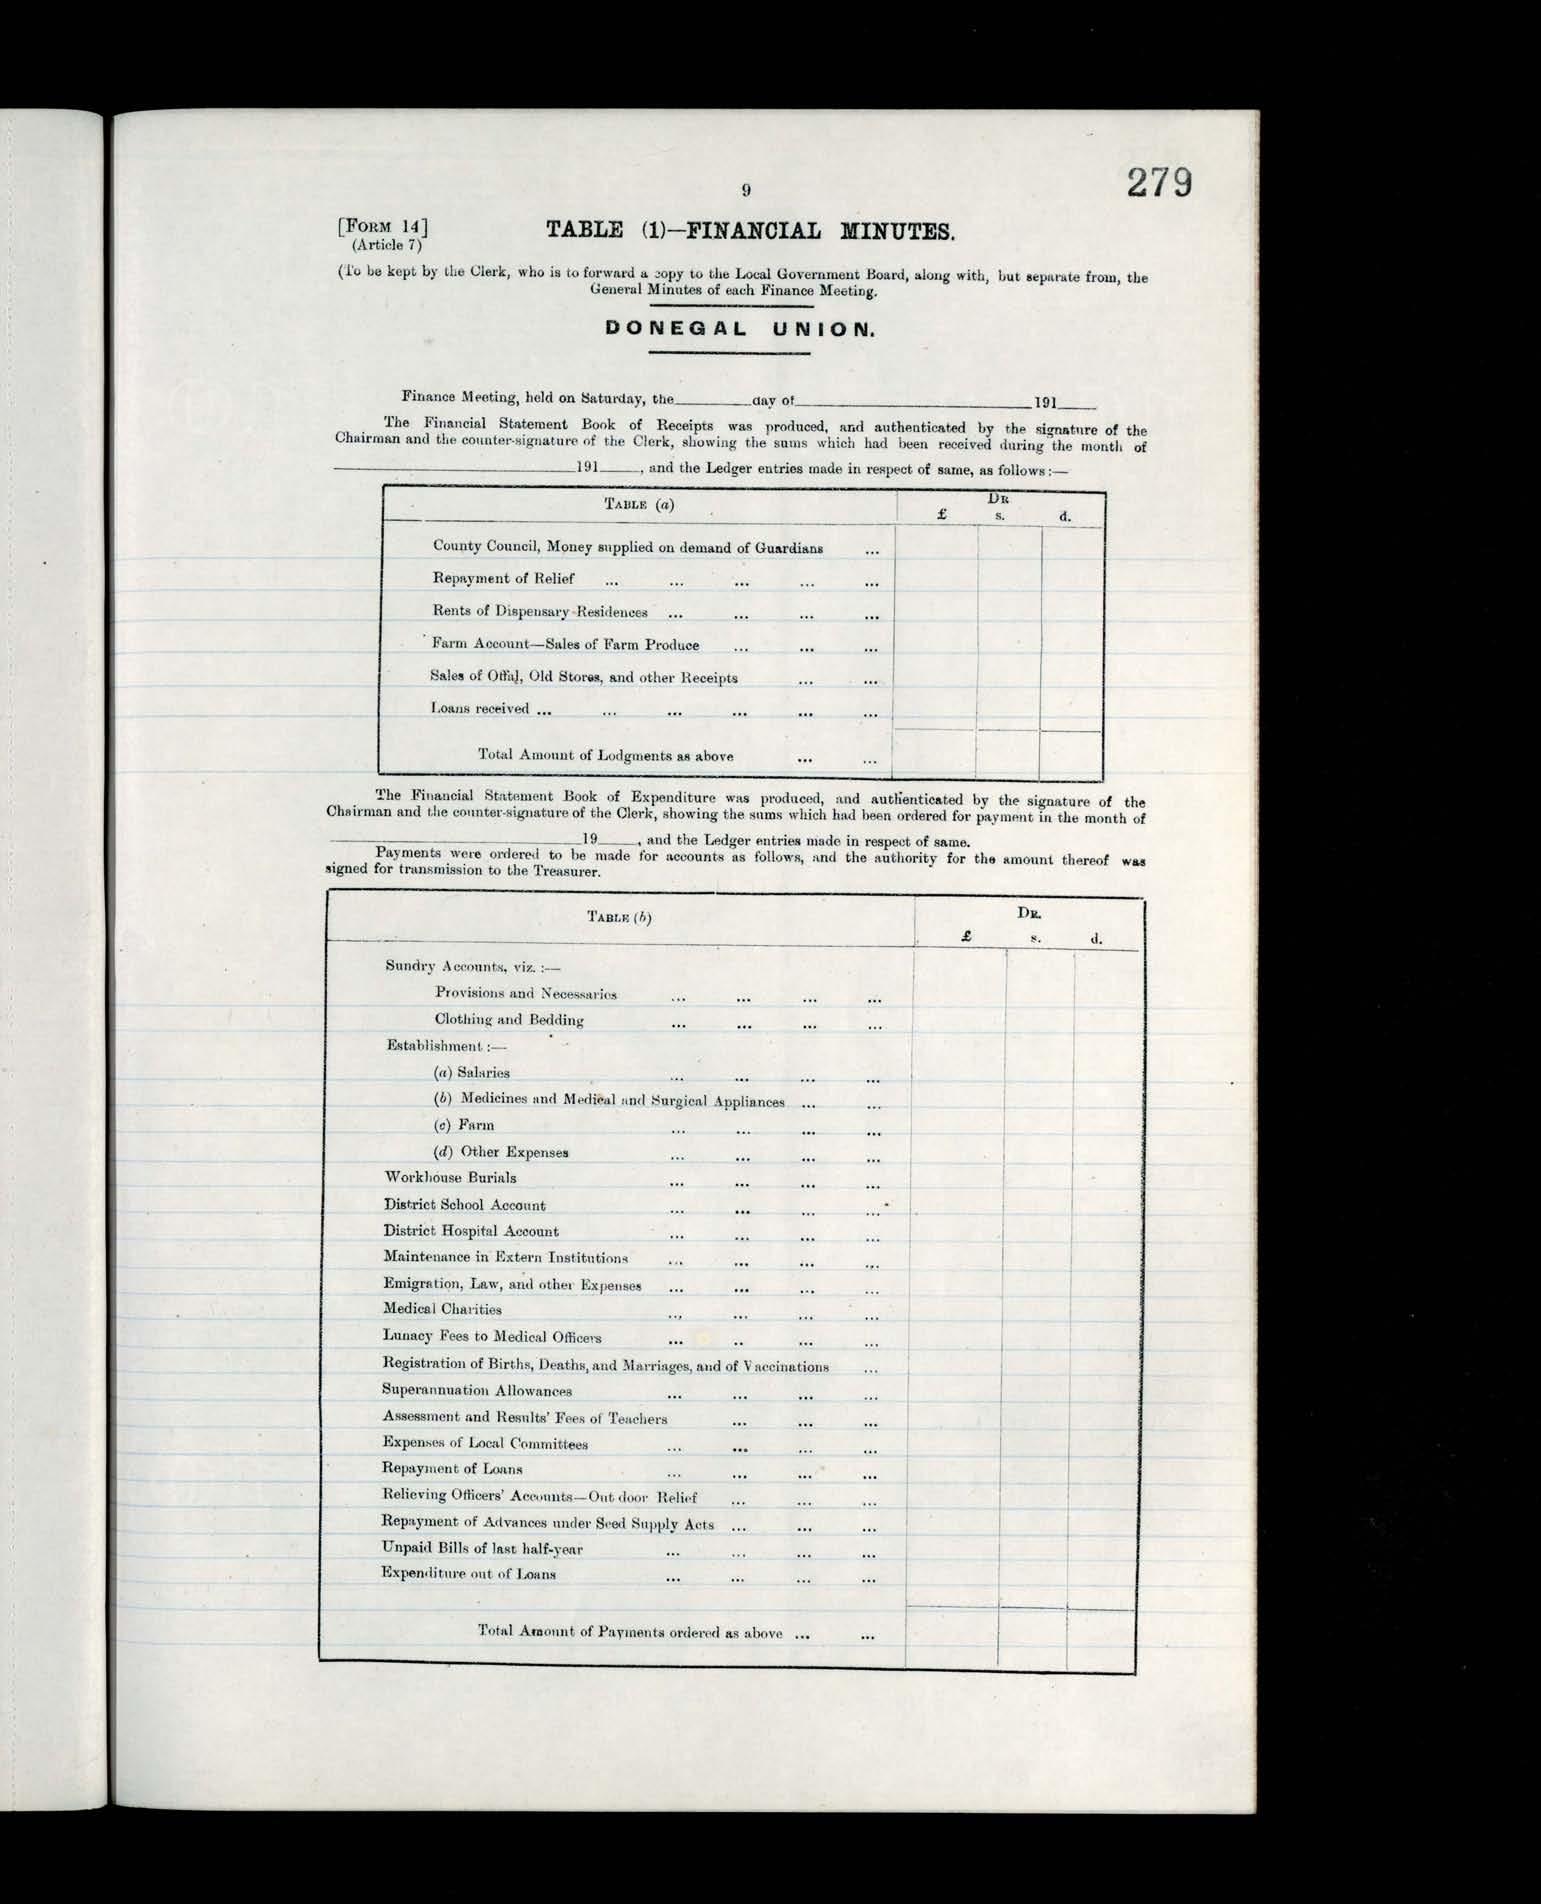 279
9
[FORM 14]
(Article 7)
TABLE (1)—FINANCIAL MINUTES.
(To be kept by the Clerk, who is to forward a copy to the Local Government Board, along with, but separate from, the
General Minutes of each Finance Meeting.
DONEGAL UNION.
Finance Meeting, held on Saturday, the________day of________________________191____
The Financial Statement Book of Receipts was produced, and authenticated by the signature of the
Chairman and the counter-signature of the Clerk, showing the sums which had been received during the month of
________________________191____, and the Ledger entries made in respect of same, as follows:—
TABLE (a)
DR
£ s. d.
County Council, Money supplied on demand of Guardians ...
Repayment of Relief ... ... ... ... ...
Rents of Dispensary Residences ... ... ... ...
Farm Account—Sales of Farm Produce ... ... ...
Sales of Offal, Old Stores, and other Receipts ... ...
Loans received ... ... ... ... ... ...
Total Amount of Lodgments as above ... ...
The Financial Statement Book of Expenditure was produced, and authenticated by the signature of the
Chairman and the counter-signature of the Clerk, showing the sums which had been ordered for payment in the month of
________________________19____, and the Ledger entries made in respect of same.
Payments were ordered to be made for accounts as follows, and the authority for the amount thereof was
signed for transmission to the Treasurer.
TABLE (b)
DR.
£ s. d.
Sundry Accounts, viz. :—
Provisions and Necessaries ... ... ... ...
Clothing and Bedding ... ... ... ...
Establishment :—
(a) Salaries ... ... ... ...
(b) Medicines and Medical and Surgical Appliances ... ...
(c) Farm ... ... ... ...
(d) Other Expenses ... ... ... ...
Workhouse Burials ... ... ... ...
District School Account ... ... ... ...
District Hospital Account ... ... ... ...
Maintenance in Extern Institutions ... ... ... ...
Emigration, Law, and other Expenses ... ... ... ...
Medical Charities ... ... ... ...
Lunacy Fees to Medical Officers ... .. ... ...
Registration of Births, Deaths, and Marriages, and of Vaccinations ...
Superannuation Allowances ... ... ... ...
Assessment and Results' Fees of Teachers ... ... ...
Expenses of Local Committees ... ... ... ...
Repayment of Loans ... ... ... ...
Relieving Officers' Accounts—Out door Relief ... ... ...
Repayment of Advances under Seed Supply Acts ... ... ...
Unpaid Bills of last half-year ... ... ... ...
Expenditure out of Loans ... ... ... ...
Total Amount of Payments ordered as above ... ...